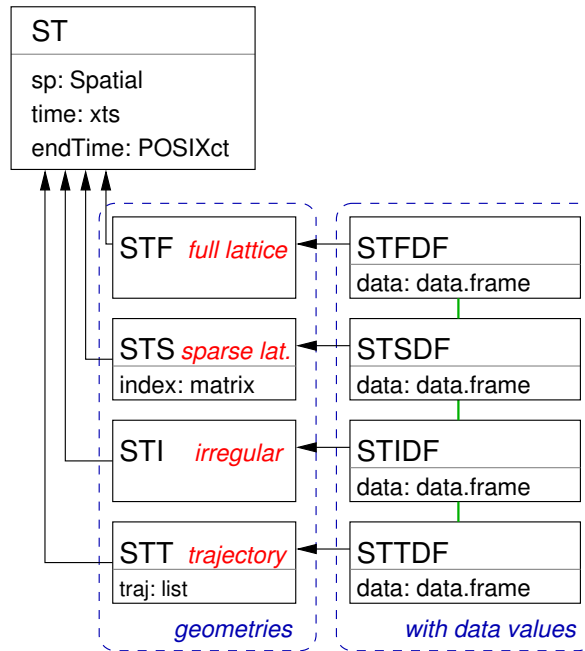 ST
sp: Spatial
time: xts
endTime: POSIXct
STF full lattice
STFDF
data: data.frame
STS sparse lat.
index: matrix
STSDF
data: data.frame
STI irregular
STIDF
data: data.frame
STT trajectory
traj: list
STTDF
data: data.frame
geometries
with data values